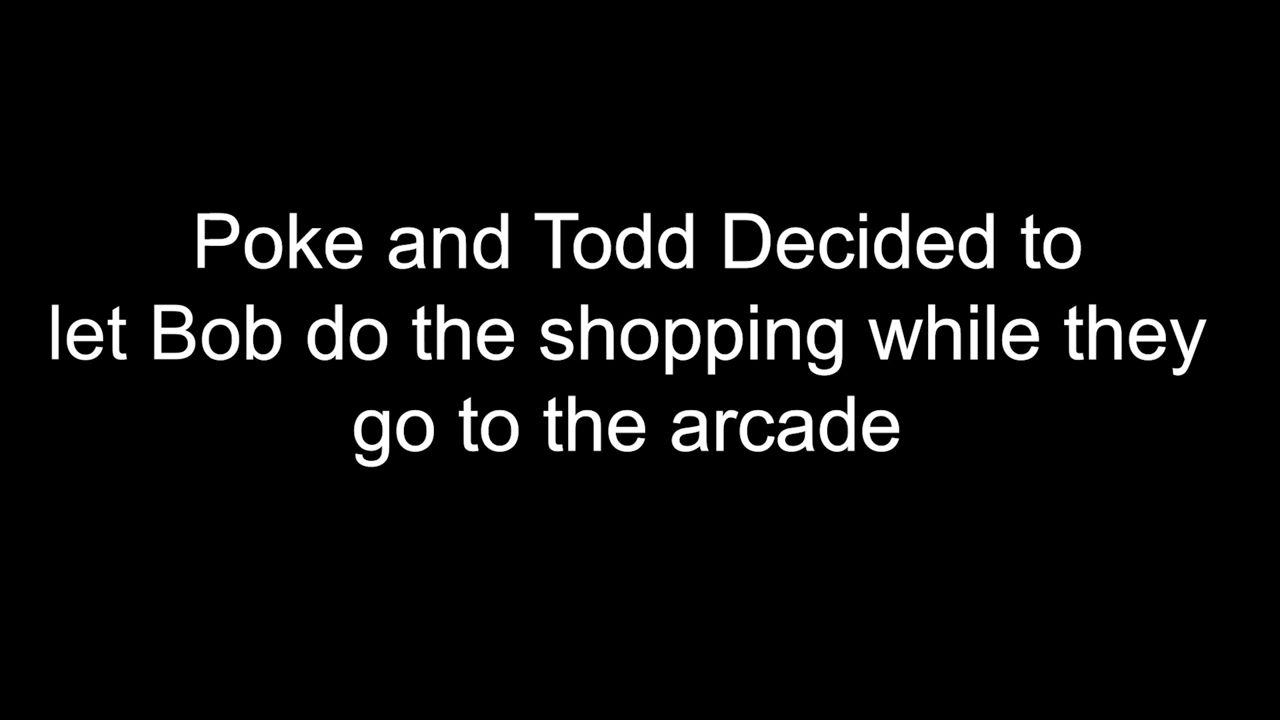 Poke and Todd Decided to
let Bob do the shopping while they
go to the arcade